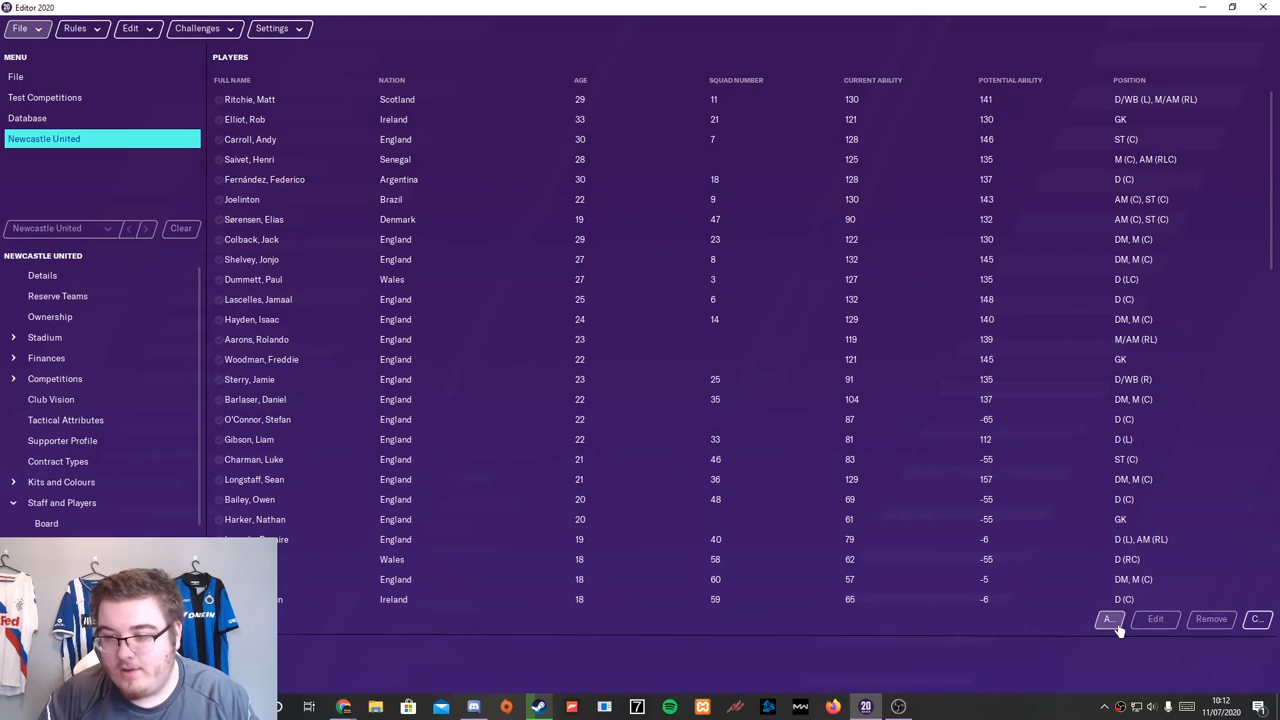 Editor 2020
File Rules Edit Challenges Settings
MENU
File
Test Competitions
Database
Newcastle United
Newcastle United Clear
NEWCASTLE UNITED
Details
Reserve Teams
Ownership
Stadium
Finances
Competitions
Club Vision
Tactical Attributes
Supporter Profile
Contract Types
Kits and Colours
Staff and Players
Board
PLAYERS
FULL NAME NATION AGE SQUAD NUMBER CURRENT ABILITY POTENTIAL ABILITY POSITION
Ritchie, Matt Scotland 29 11 130 141 D/WB (L), M/AM (RL)
Elliot, Rob Ireland 33 21 121 130 GK
Carroll, Andy England 30 7 128 146 ST (C)
Saivet, Henri Senegal 28 125 135 M (C), AM (RLC)
Fernández, Federico Argentina 30 18 128 137 D (C)
Joelinton Brazil 22 9 130 143 AM (C), ST (C)
Sørensen, Elias Denmark 19 47 90 132 AM (C), ST (C)
Colback, Jack England 29 23 122 130 DM, M (C)
Shelvey, Jonjo England 27 8 132 145 DM, M (C)
Dummett, Paul Wales 27 3 127 135 D (LC)
Lascelles, Jamaal England 25 6 132 148 D (C)
Hayden, Isaac England 24 14 129 140 DM, M (C)
Aarons, Rolando England 23 119 139 M/AM (RL)
Woodman, Freddie England 22 121 145 GK
Sterry, Jamie England 23 25 91 135 D/WB (R)
Barlaser, Daniel England 22 35 104 137 DM, M (C)
O'Connor, Stefan England 22 87 -65 D (C)
Gibson, Liam England 22 33 81 112 D (L)
Charman, Luke England 21 46 83 -55 ST (C)
Longstaff, Sean England 21 36 129 157 DM, M (C)
Bailey, Owen England 20 48 69 -55 D (C)
Harker, Nathan England 20 61 -55 GK
England 19 40 79 -6 D (L), AM (RL)
Wales 18 58 62 -55 D (RC)
England 18 60 57 -5 DM, M (C)
Ireland 18 59 65 -6 D (C)
A... Edit Remove C...
10:12
11/07/2020